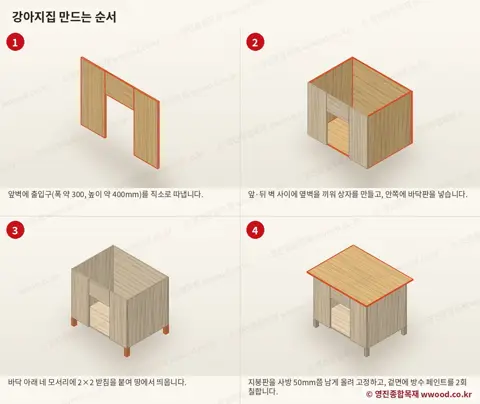 강아지집 만드는 순서
1
2
앞벽에 출입구(폭 약 300, 높이 약 400mm)를 직소로 따냅니다.
앞·뒤 벽 사이에 옆벽을 끼워 상자를 만들고, 안쪽에 바닥판을 넣습니다.
3
4
바닥 아래 네 모서리에 2×2 받침을 붙여 땅에서 띄웁니다.
지붕판을 사방 50mm쯤 남게 올려 고정하고, 겉면에 방수 페인트를 2회
칠합니다.
© 영진종합목재 wwood.co.kr